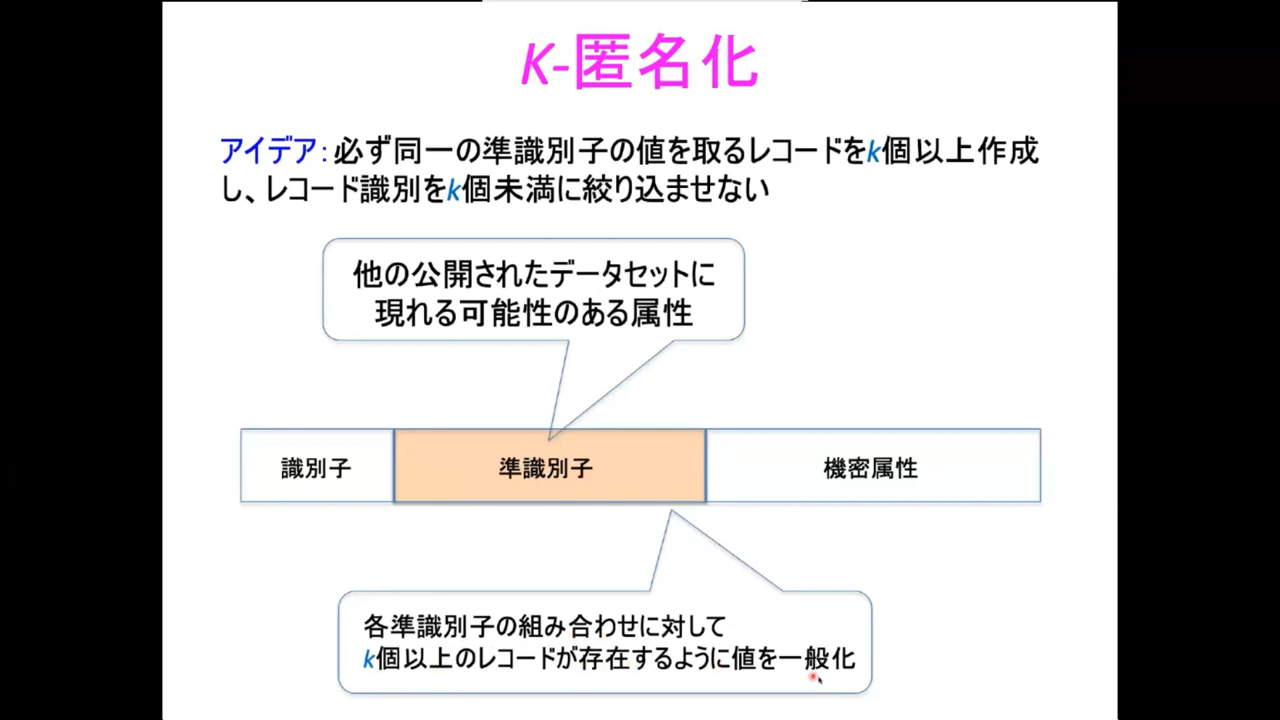 K-匿名化
アイデア：必ず同一の準識別子の値を取るレコードをk個以上作成
し、レコード識別をk個未満に絞り込ませない
他の公開されたデータセットに
現れる可能性のある属性
識別子
準識別子
機密属性
各準識別子の組み合わせに対して
k個以上のレコードが存在するように値を一般化